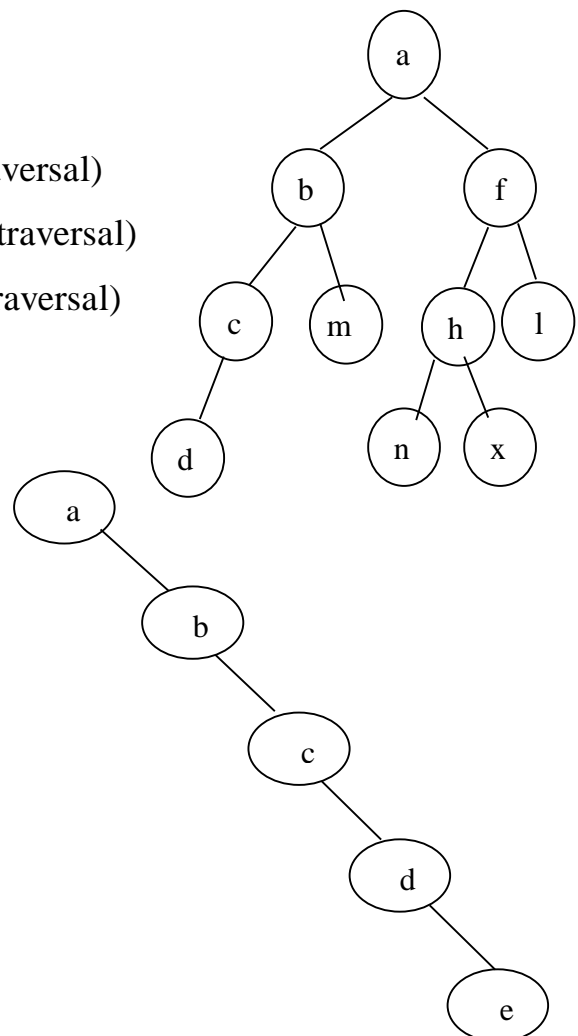 a
versal)
b f
traversal)
raversal)
c m h l
d n x
a
b
c
d
e